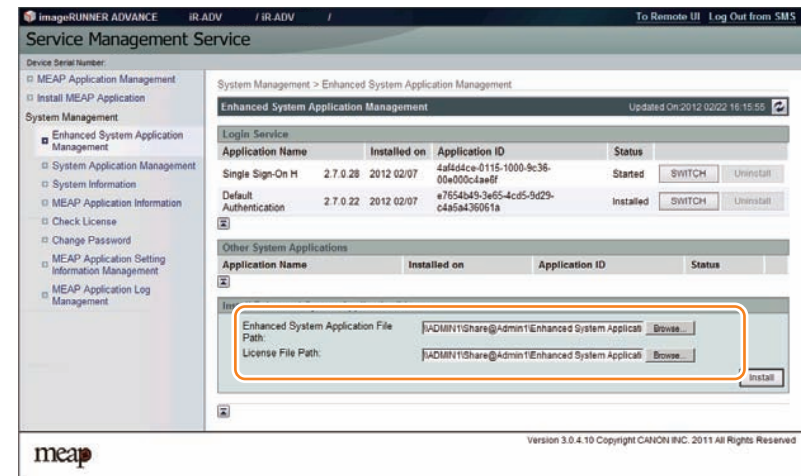 imageRUNNER ADVANCE iR-ADV / iR-ADV / To Remote UI Log Out from SMS
Service Management Service
Device Serial Number:
MEAP Application Management
Install MEAP Application
System Management
Enhanced System Application
Management
System Application Management
System Information
MEAP Application Information
Check License
Change Password
MEAP Application Setting
Information Management
MEAP Application Log
Management
System Management > Enhanced System Application Management
Enhanced System Application Management Updated On:2012 02/22 16:15:55
Login Service
Application Name Installed on Application ID Status
Single Sign-On H 2.7.0.28 2012 02/07 4af4d4ce-0115-1000-9c36-
00e000c4ae6f Started SWITCH Uninstall
Default
Authentication 2.7.0.22 2012 02/07 e7654b49-3e65-4cd5-9d29-
c4a5a436061a Installed SWITCH Uninstall
Other System Applications
Application Name Installed on Application ID Status
Enhanced System Application File
Path: \\ADMIN1\Share@Admin1\Enhanced System Applicati Browse...
License File Path: \\ADMIN1\Share@Admin1\Enhanced System Applicati Browse...
Install
meap
Version 3.0.4.10 Copyright CANON INC. 2011 All Rights Reserved